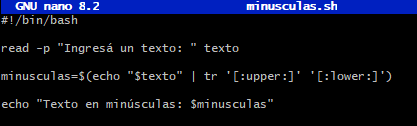 GNU nano 8.2 minusculas.sh
#!/bin/bash
read -p "Ingresá un texto: " texto
minusculas=$(echo "$texto" | tr '[:upper:]' '[:lower:]')
echo "Texto en minúsculas: $minusculas"